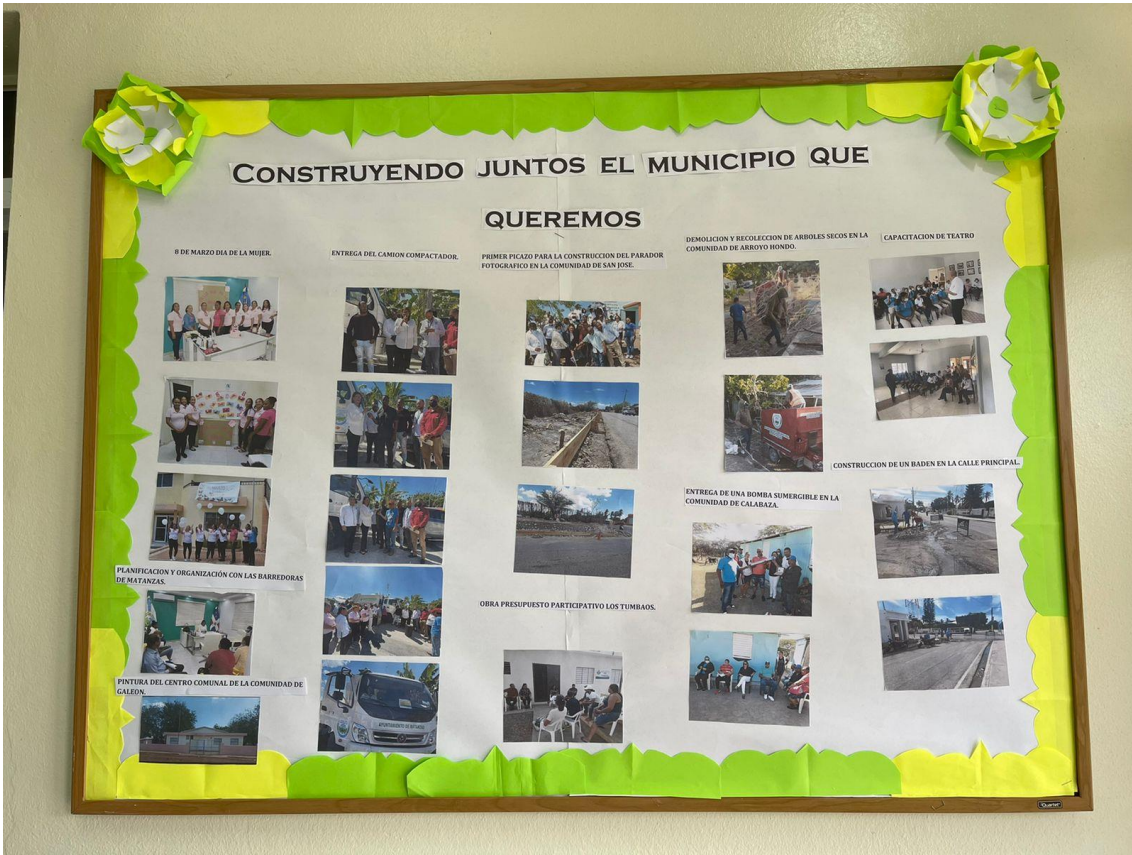 CONSTRUYENDO JUNTOS EL MUNICIPIO QUE
QUEREMOS
8 DE MARZO DIA DE LA MUJER.
PLANIFICACION Y ORGANIZACIÓN CON LAS BARREDORAS
DE MATANZAS.
PINTURA DEL CENTRO COMUNAL DE LA COMUNIDAD DE
GALEON.
ENTREGA DEL CAMION COMPACTADOR.
AYUNTAMIENTO DE MATANZAS
PRIMER PICAZO PARA LA CONSTRUCCION DEL PARADOR
FOTOGRAFICO EN LA COMUNIDAD DE SAN JOSE.
OBRA PRESUPUESTO PARTICIPATIVO LOS TUMBAOS.
DEMOLICION Y RECOLECCION DE ARBOLES SECOS EN LA
COMUNIDAD DE ARROYO HONDO.
ENTREGA DE UNA BOMBA SUMERGIBLE EN LA
COMUNIDAD DE CALABAZA.
CAPACITACION DE TEATRO
CONSTRUCCION DE UN BADEN EN LA CALLE PRINCIPAL.
Quartet